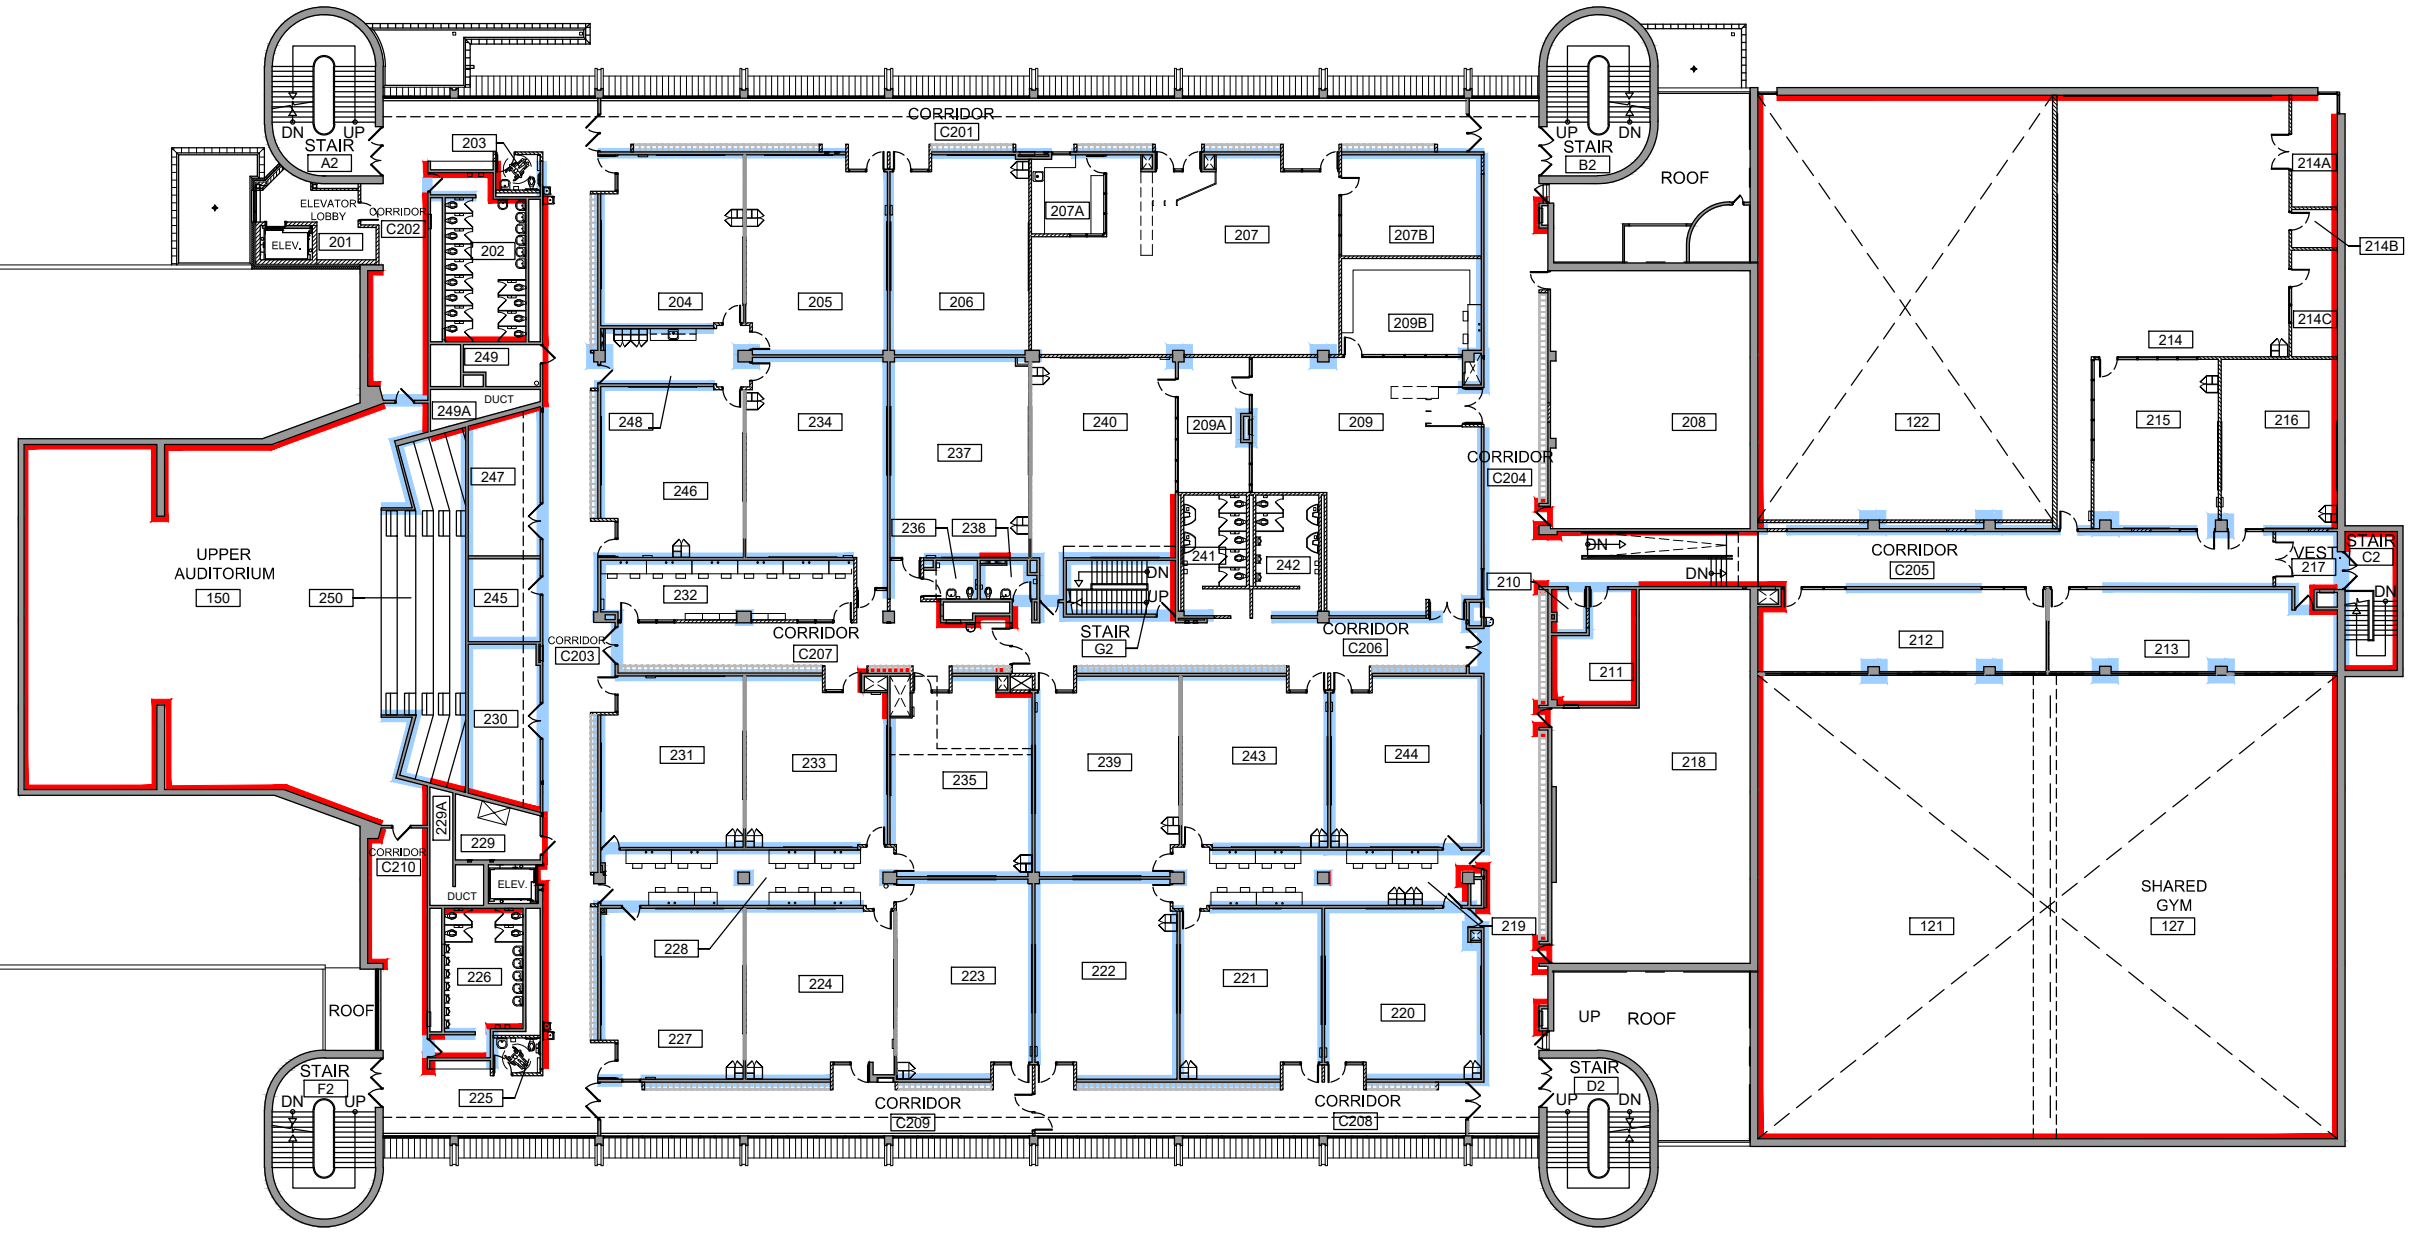 DN
UP
STAIR
A2
203
CORRIDOR
C201
UP
DN
STAIR
B2
ROOF
ELEVATOR
LOBBY
CORRIDOR
C202
201
ELEV.
202
207A
207
207B
214A
214B
204
205
206
209B
214C
214
249
DUCT
249A
248
234
237
240
209A
209
208
122
215
216
247
246
CORRIDOR
C204
236
238
241
242
UPPER
AUDITORIUM
150
250
245
232
DN
UP
STAIR
G2
210
DN
DN
CORRIDOR
C205
VEST
217
STAIR
C2
DN
CORRIDOR
C203
CORRIDOR
C207
CORRIDOR
C206
212
213
211
230
231
233
235
239
243
244
218
229A
229
CORRIDOR
C210
ELEV.
DUCT
228
219
226
227
224
223
222
221
220
121
SHARED
GYM
127
ROOF
UP
ROOF
STAIR
F2
DN
UP
225
CORRIDOR
C209
CORRIDOR
C208
STAIR
D2
UP
DN